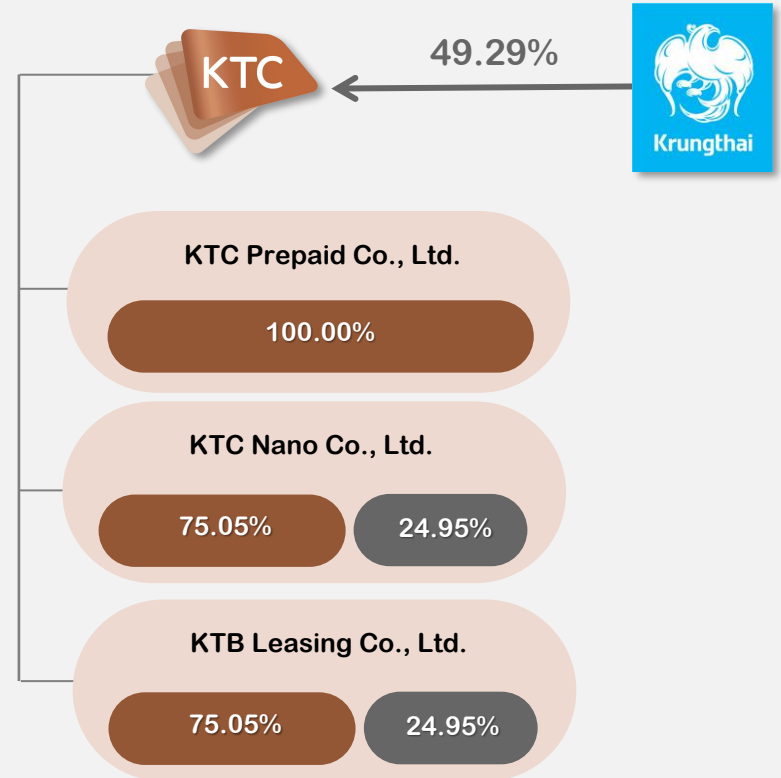 KTC
49.29%
Krungthai
KTC Prepaid Co., Ltd.
100.00%
KTC Nano Co., Ltd.
75.05% 24.95%
KTB Leasing Co., Ltd.
75.05% 24.95%